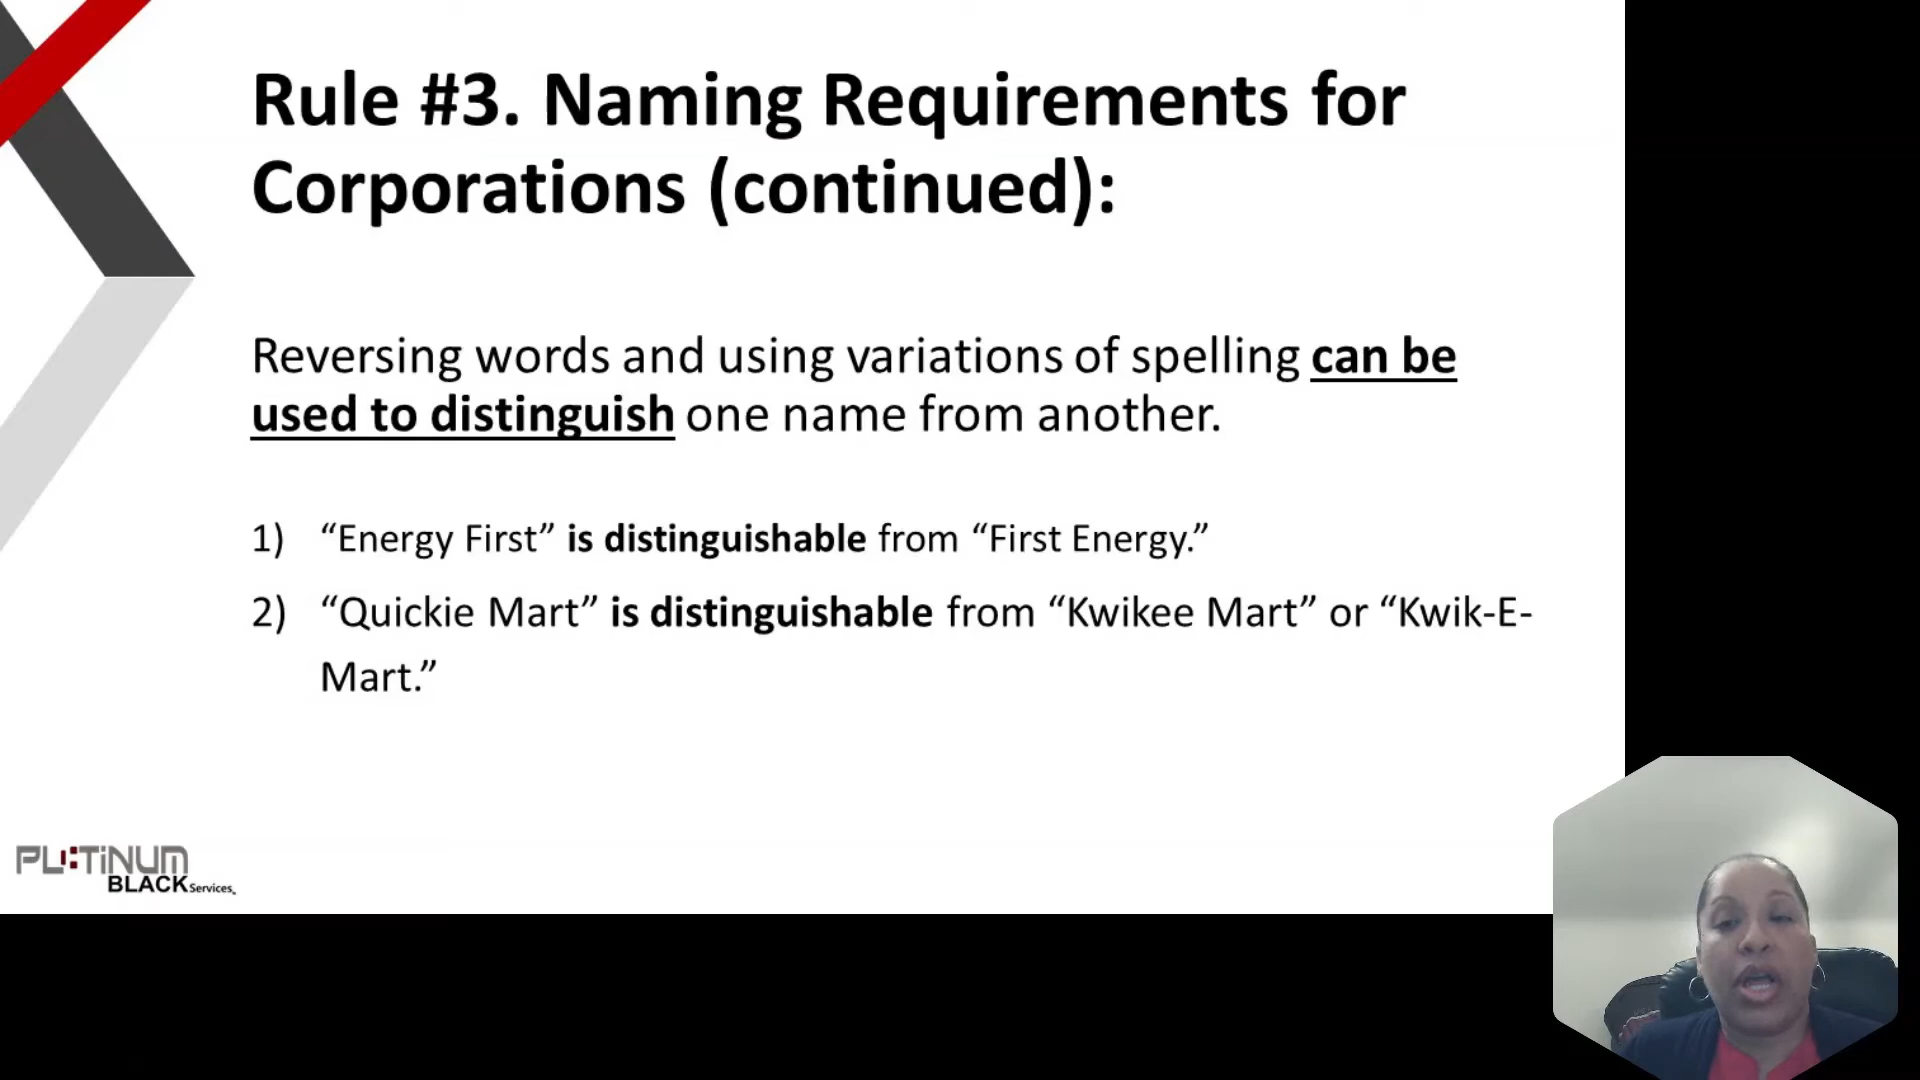 Rule #3. Naming Requirements for
Corporations (continued):
Reversing words and using variations of spelling can be
used to distinguish one name from another.
1) “Energy First” is distinguishable from “First Energy.”
2) “Quickie Mart” is distinguishable from “Kwikee Mart” or “Kwik-E-
Mart.”
PLATiNUM
BLACK Services